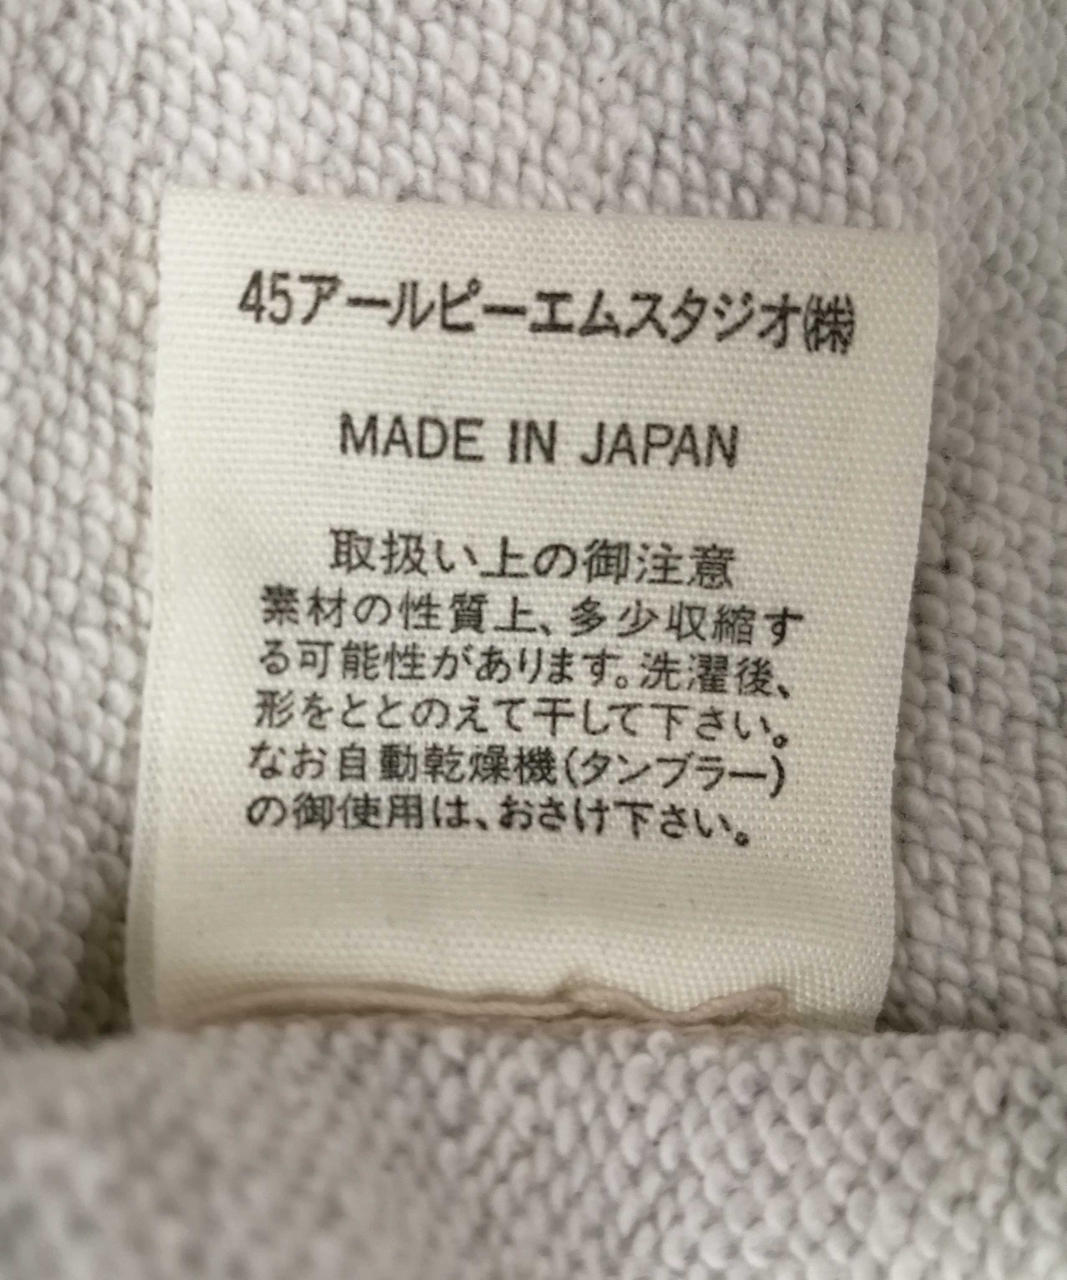 45アールピーエムスタジオ㈱
MADE IN JAPAN
取扱い上の御注意
素材の性質上、多少収縮す
る可能性があります。洗濯後、
形をととのえて干して下さい。
なお自動乾燥機(タンブラー)
の御使用は、おさけ下さい。